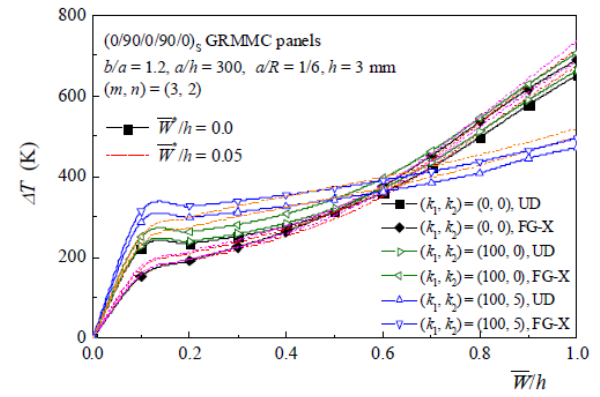 800
600
400
200
0
ΔT (K)
(0/90/0/90/0)S GRMMC panels
b/a = 1.2, a/h = 300, a/R = 1/6, h = 3 mm
(m, n) = (3, 2)
W̅*/h = 0.0
W̅*/h = 0.05
(k1, k2) = (0, 0), UD
(k1, k2) = (0, 0), FG-X
(k1, k2) = (100, 0), UD
(k1, k2) = (100, 0), FG-X
(k1, k2) = (100, 5), UD
(k1, k2) = (100, 5), FG-X
0.0 0.2 0.4 0.6 0.8 1.0
W̅/h